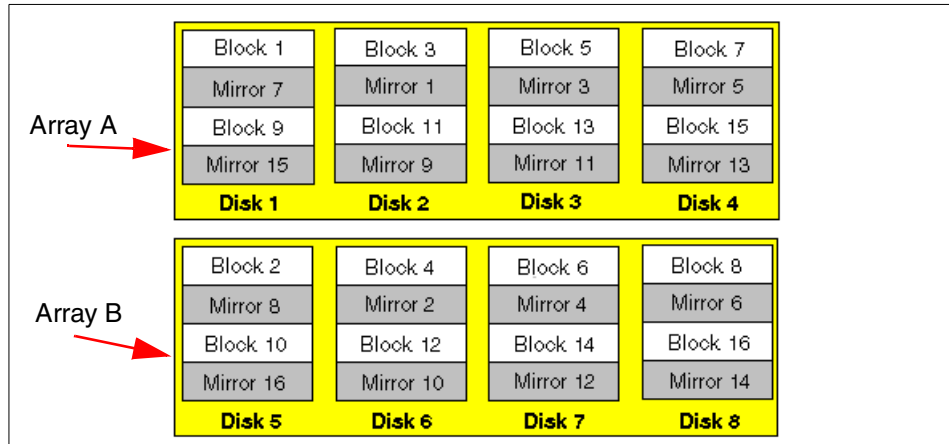 Block 1 Block 3 Block 5 Block 7
Mirror 7 Mirror 1 Mirror 3 Mirror 5
Array A
Block 9 Block 11 Block 13 Block 15
Mirror 15 Mirror 9 Mirror 11 Mirror 13
Disk 1 Disk 2 Disk 3 Disk 4
Block 2 Block 4 Block 6 Block 8
Mirror 8 Mirror 2 Mirror 4 Mirror 6
Array B
Block 10 Block 12 Block 14 Block 16
Mirror 16 Mirror 10 Mirror 12 Mirror 14
Disk 5 Disk 6 Disk 7 Disk 8